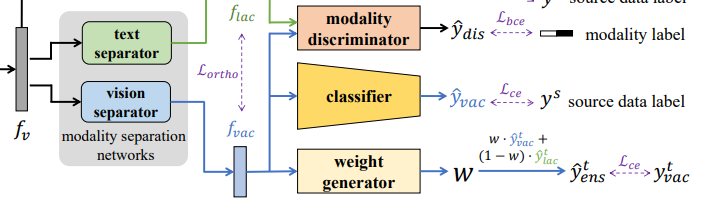 source data label
text separator
f_lac
modality discriminator
ŷ_dis
ℒ_bce
modality label
ℒ_ortho
vision separator
classifier
ŷ_vac
ℒ_ce
y^s
source data label
f_v
modality separation networks
f_vac
weight generator
w
w · ŷ^t_vac +
(1 − w) · ŷ^t_lac
ŷ^t_ens
ℒ_ce
y^t_vac